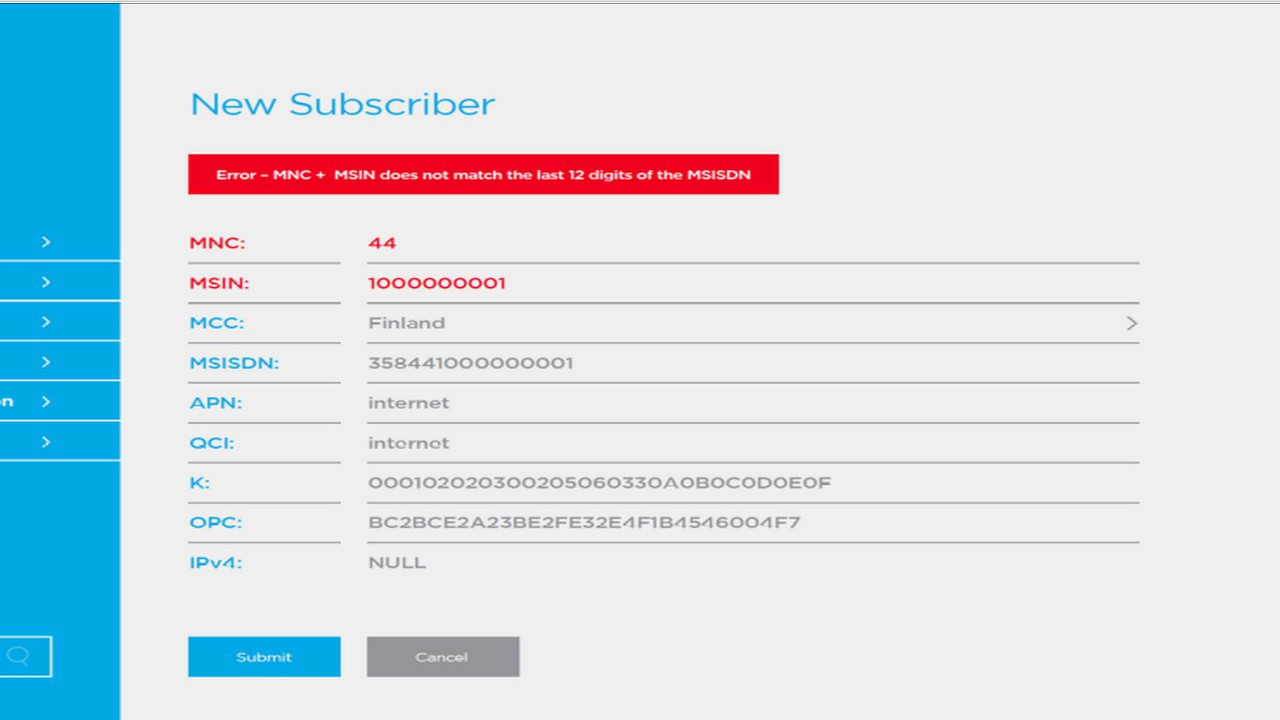 New Subscriber
Error – MNC + MSIN does not match the last 12 digits of the MSISDN
MNC: 44
MSIN: 1000000001
MCC: Finland
MSISDN: 358441000000001
APN: internet
on
QCI: internet
K: 000102020300205060330A0B0C0D0E0F
OPC: BC2BCE2A23BE2FE32E4F1B4546004F7
IPv4: NULL
Submit Cancel